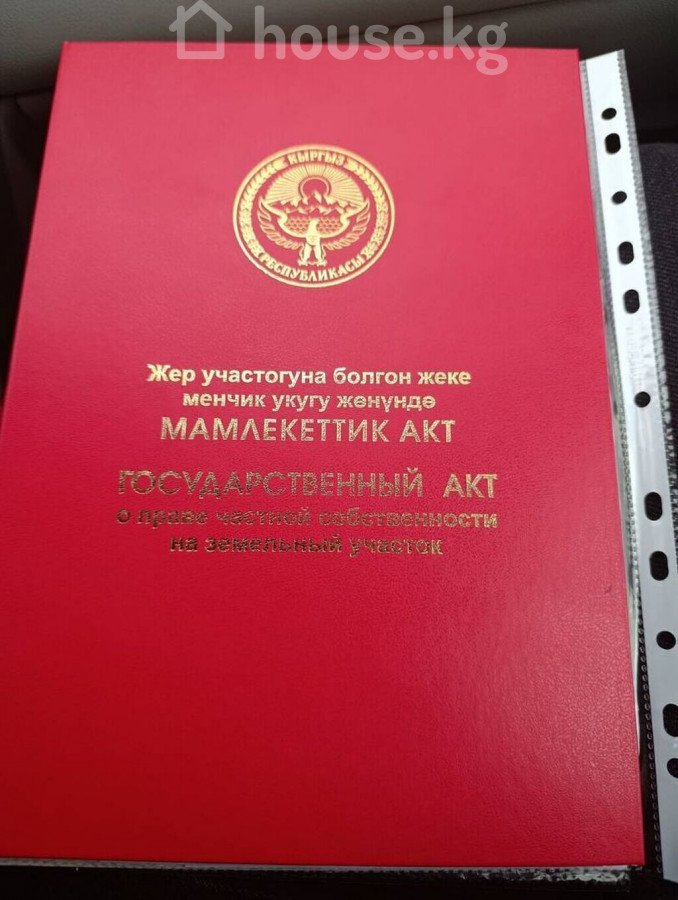 house.kg
КЫРГЫЗ
РЕСПУБЛИКАСЫ
Жер участогуна болгон жеке
менчик укугу жөнүндө
МАМЛЕКЕТТИК АКТ
ГОСУДАРСТВЕННЫЙ АКТ
о праве частной собственности
на земельный участок